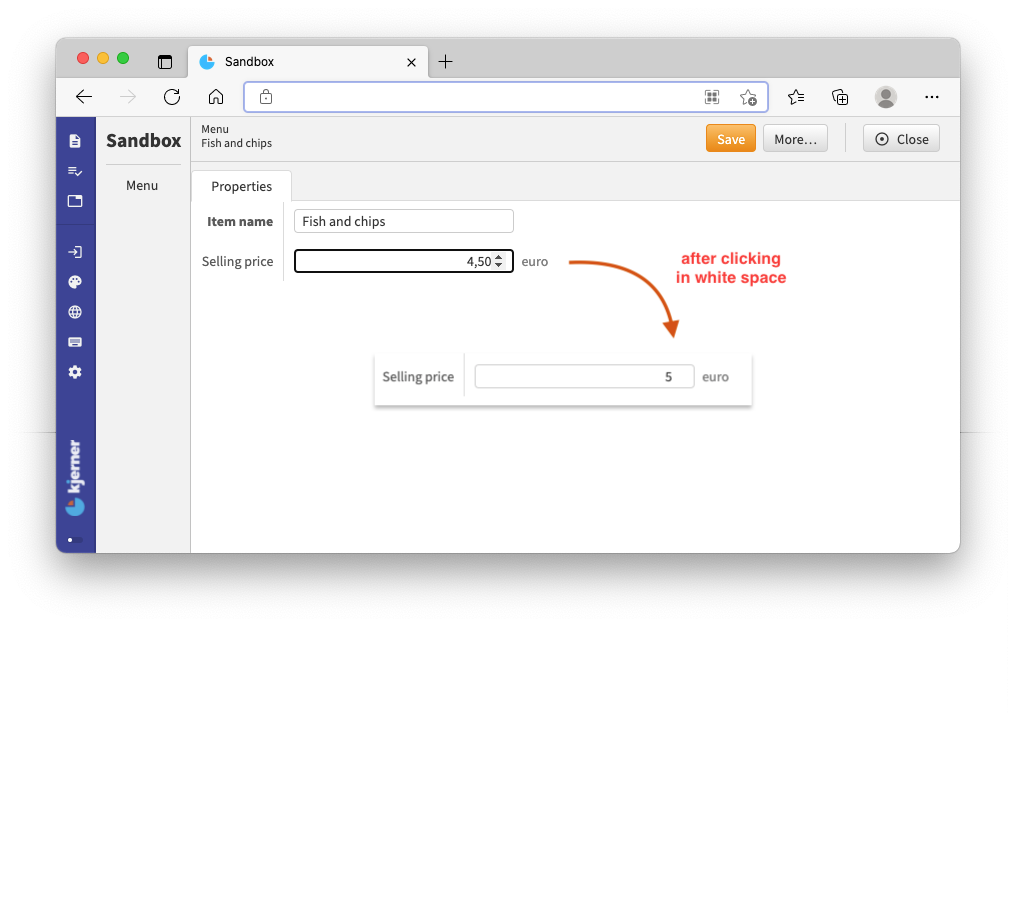 Sandbox
Sandbox
Menu
Fish and chips
Save
More...
Close
Menu
Properties
Item name
Fish and chips
Selling price
4,50
euro
after clicking
in white space
Selling price
5
euro
kjerner